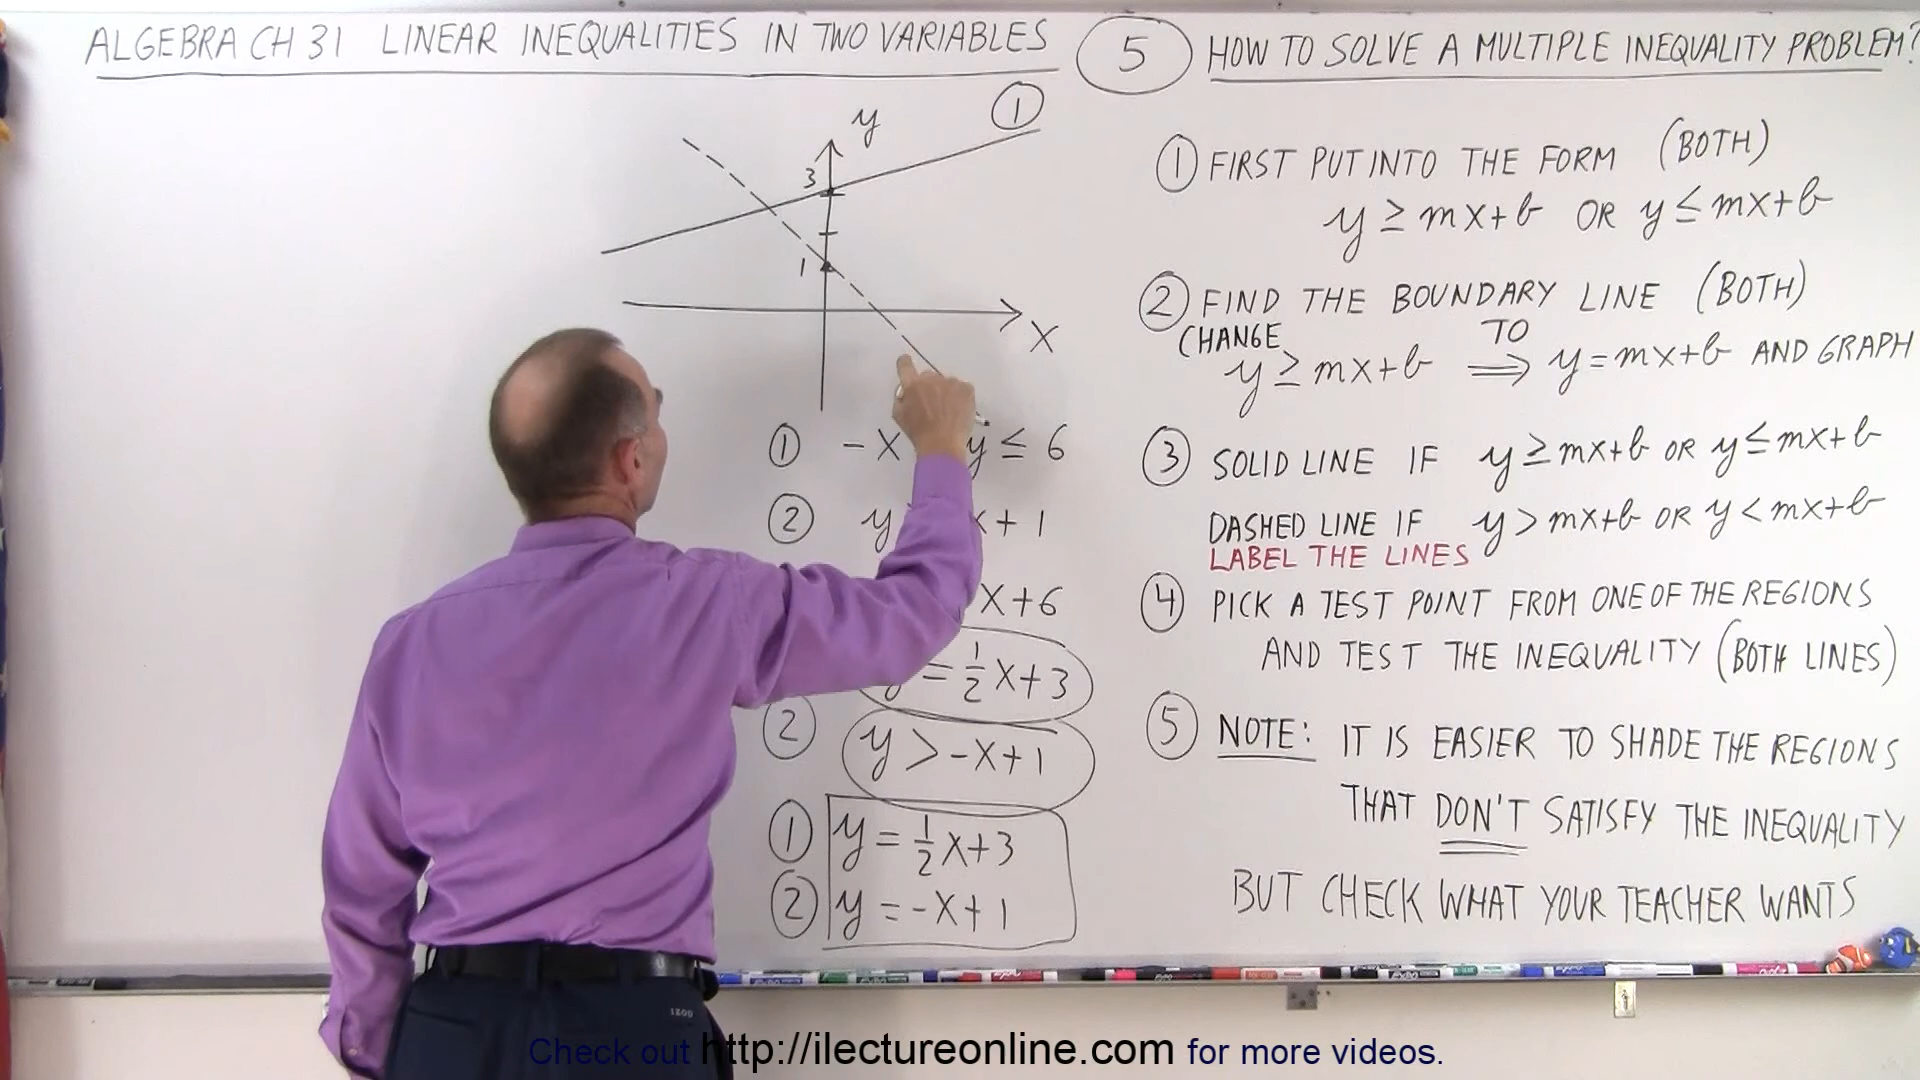 ALGEBRA CH 31 LINEAR INEQUALITIES IN TWO VARIABLES
5 HOW TO SOLVE A MULTIPLE INEQUALITY PROBLEM?
y
1
3
1
X
① -X y ≤ 6
② y X + 1
X+6
= 1/2 X+3
② y > -X+1
① y = 1/2 X+3
② y = -X+1
① FIRST PUT INTO THE FORM (BOTH)
y ≥ mX+b OR y ≤ mX+b
② FIND THE BOUNDARY LINE (BOTH)
CHANGE TO
y ≥ mX+b ⟹ y = mX+b AND GRAPH
③ SOLID LINE IF y ≥ mX+b OR y ≤ mX+b
DASHED LINE IF y > mX+b OR y < mX+b
LABEL THE LINES
④ PICK A TEST POINT FROM ONE OF THE REGIONS
AND TEST THE INEQUALITY (BOTH LINES)
⑤ NOTE: IT IS EASIER TO SHADE THE REGIONS
THAT DON'T SATISFY THE INEQUALITY
BUT CHECK WHAT YOUR TEACHER WANTS
IZOD
Check out http://ilectureonline.com for more videos.